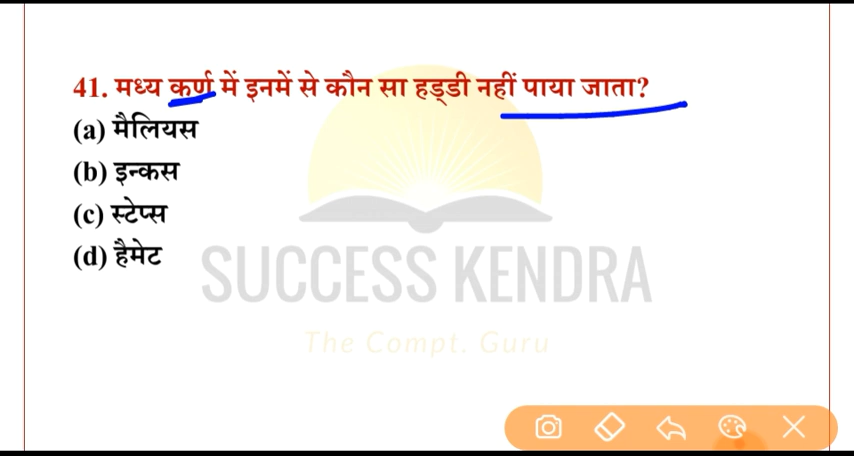 41. मध्य कर्ण में इनमें से कौन सा हड्डी नहीं पाया जाता?
(a) मैलियस
(b) इन्कस
(c) स्टेप्स
(d) हैमेट
SUCCESS KENDRA
The Compt. Guru